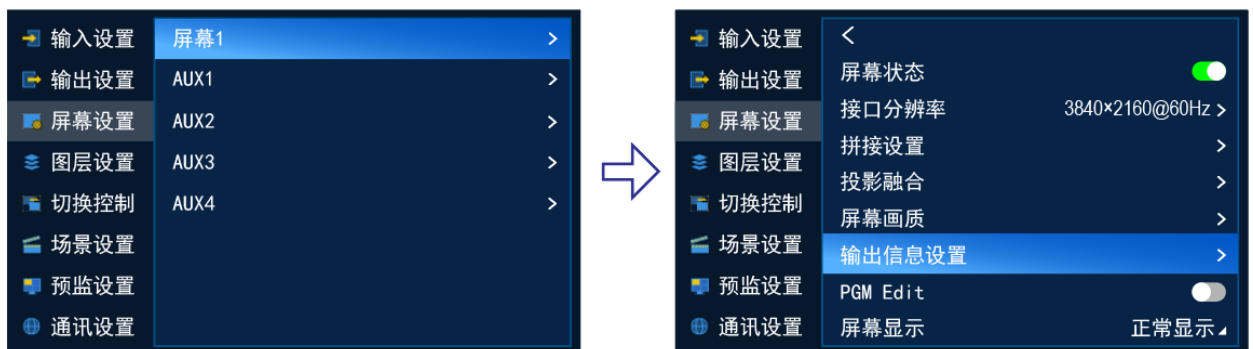 输入设置
输出设置
屏幕设置
图层设置
切换控制
场景设置
预监设置
通讯设置
屏幕1
AUX1
AUX2
AUX3
AUX4
输入设置
输出设置
屏幕设置
图层设置
切换控制
场景设置
预监设置
通讯设置
屏幕状态
接口分辨率 3840×2160@60Hz
拼接设置
投影融合
屏幕画质
输出信息设置
PGM Edit
屏幕显示 正常显示